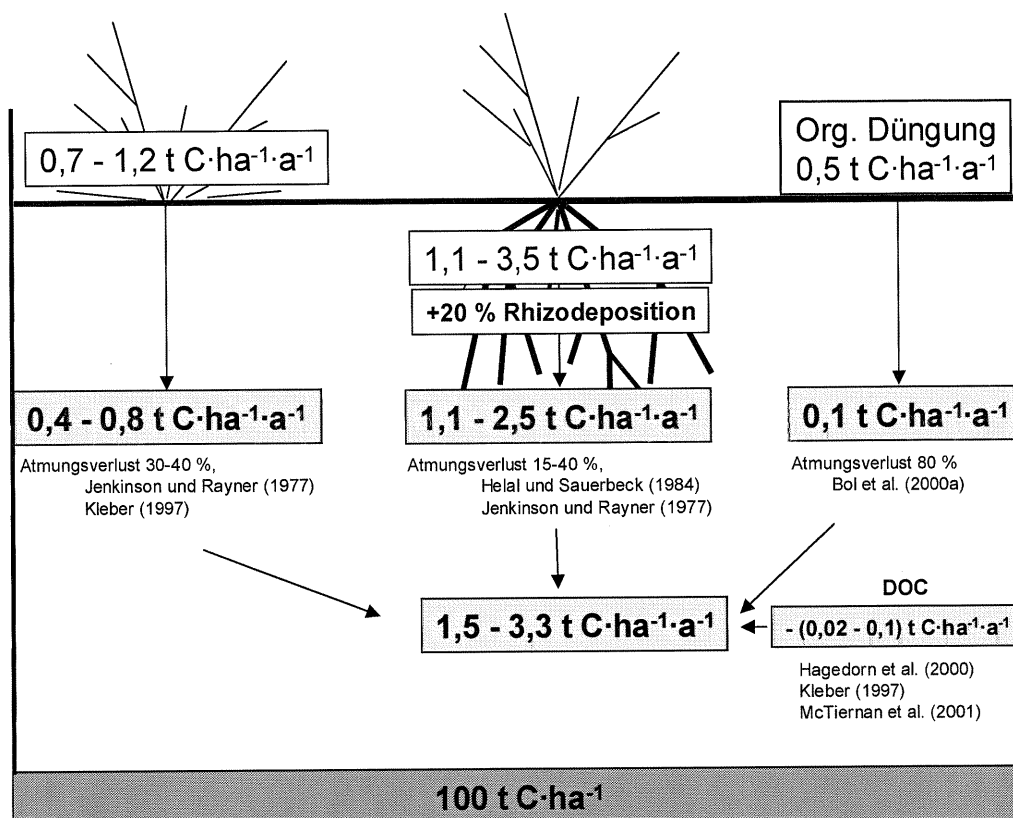 0,7 - 1,2 t C·ha⁻¹·a⁻¹
Org. Düngung
0,5 t C·ha⁻¹·a⁻¹
1,1 - 3,5 t C·ha⁻¹·a⁻¹
+20 % Rhizodeposition
0,4 - 0,8 t C·ha⁻¹·a⁻¹
Atmungsverlust 30-40 %,
Jenkinson und Rayner (1977)
Kleber (1997)
1,1 - 2,5 t C·ha⁻¹·a⁻¹
Atmungsverlust 15-40 %,
Helal und Sauerbeck (1984)
Jenkinson und Rayner (1977)
0,1 t C·ha⁻¹·a⁻¹
Atmungsverlust 80 %
Bol et al. (2000a)
1,5 - 3,3 t C·ha⁻¹·a⁻¹
DOC
- (0,02 - 0,1) t C·ha⁻¹·a⁻¹
Hagedorn et al. (2000)
Kleber (1997)
McTiernan et al. (2001)
100 t C·ha⁻¹